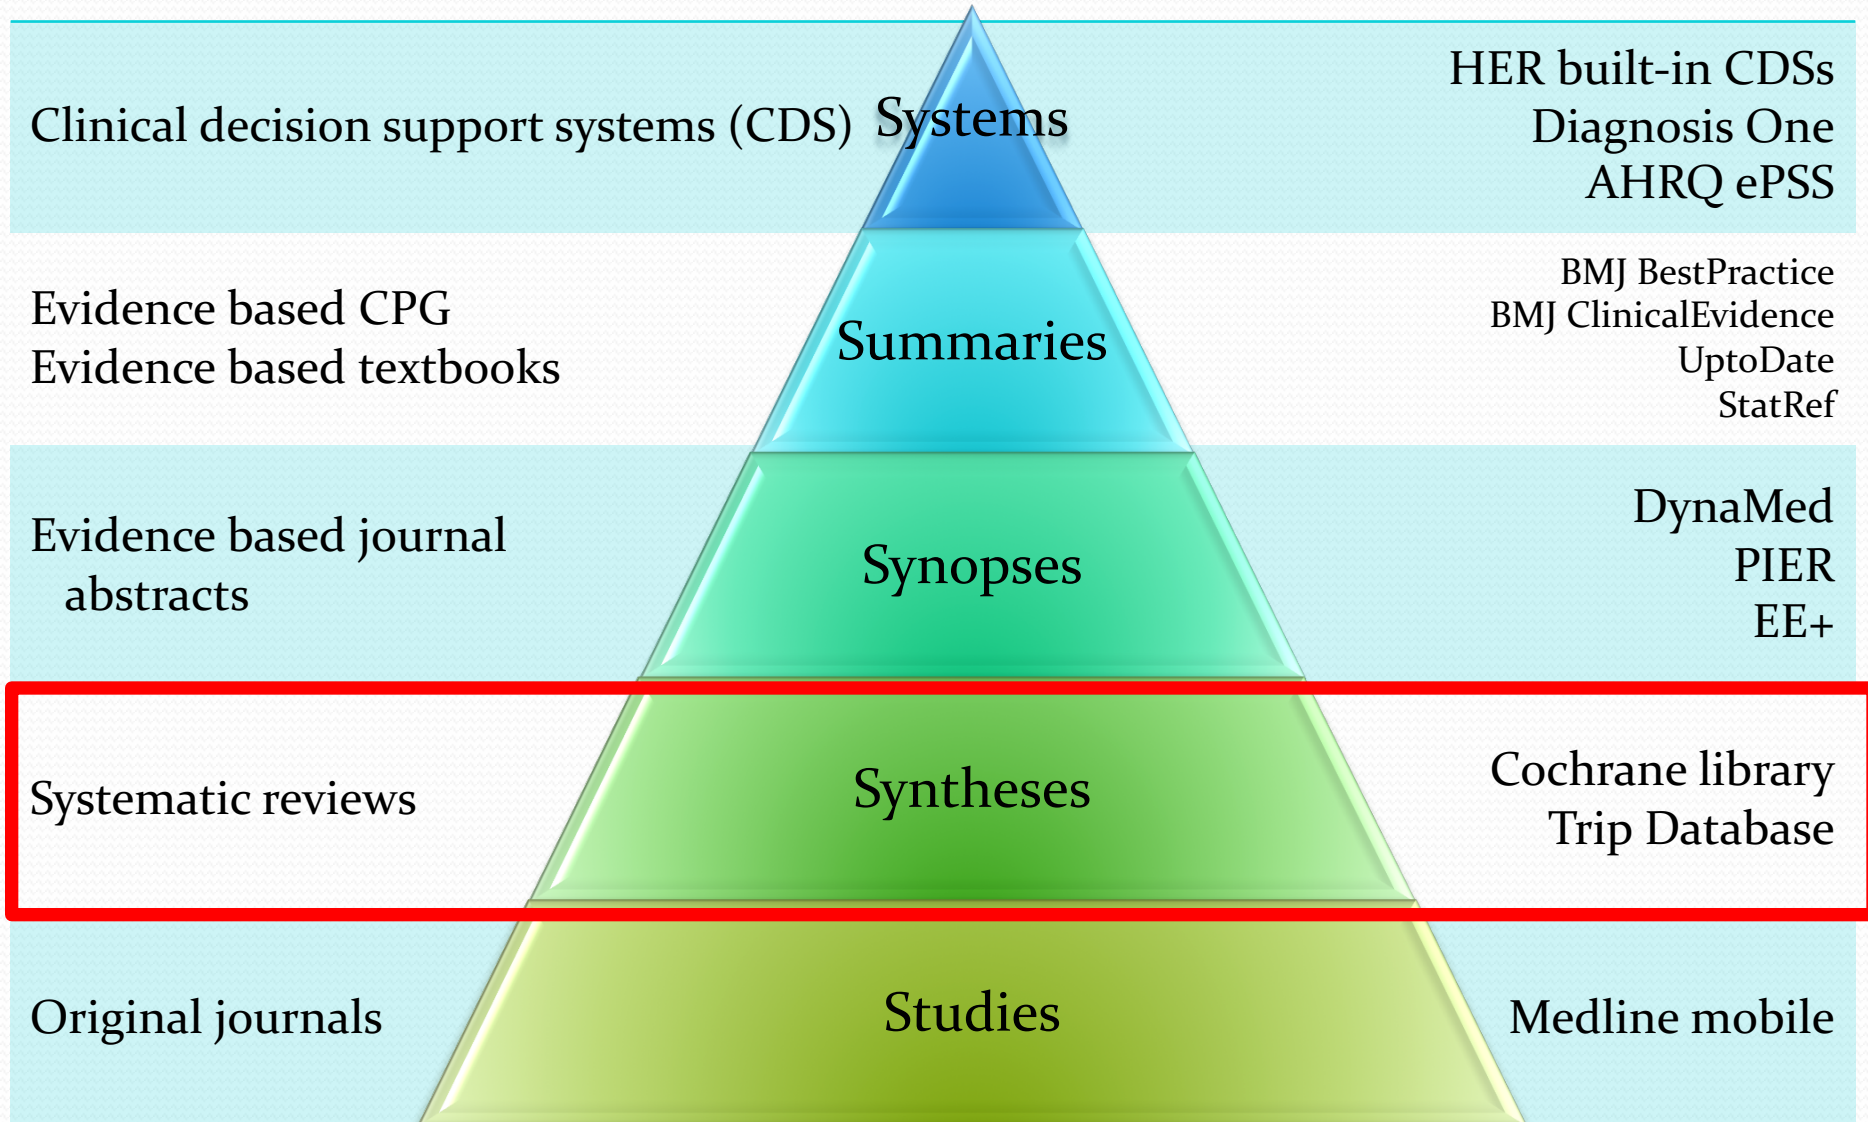 Clinical decision support systems (CDS)
Systems
HER built-in CDSs
Diagnosis One
AHRQ ePSS
Evidence based CPG
Evidence based textbooks
Summaries
BMJ BestPractice
BMJ ClinicalEvidence
UptoDate
StatRef
Evidence based journal
abstracts
Synopses
DynaMed
PIER
EE+
Systematic reviews
Syntheses
Cochrane library
Trip Database
Original journals
Studies
Medline mobile